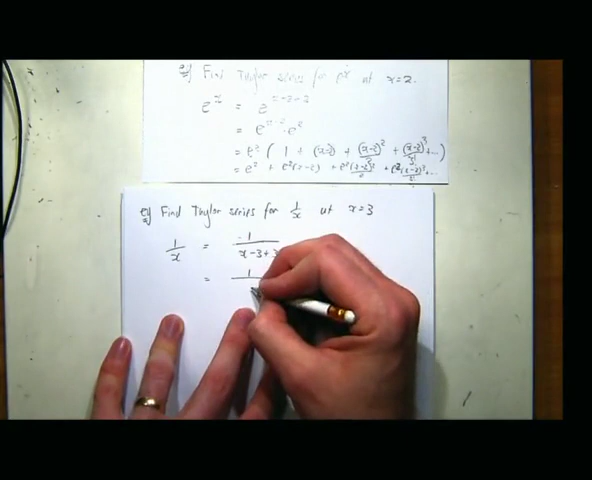 eg Find Taylor series for e^x at x=2.
e^x = e^{x-2+2}
= e^{x-2} · e^2
= e^2 ( 1 + (x-2) + (x-2)^2/2! + (x-2)^3/3! + ... )
= e^2 + e^2(x-2) + e^2(x-2)^2/2! + e^2(x-2)^3/3! + ...
eg Find Taylor series for 1/x at x=3
1/x = 1/(x-3+3
= 1